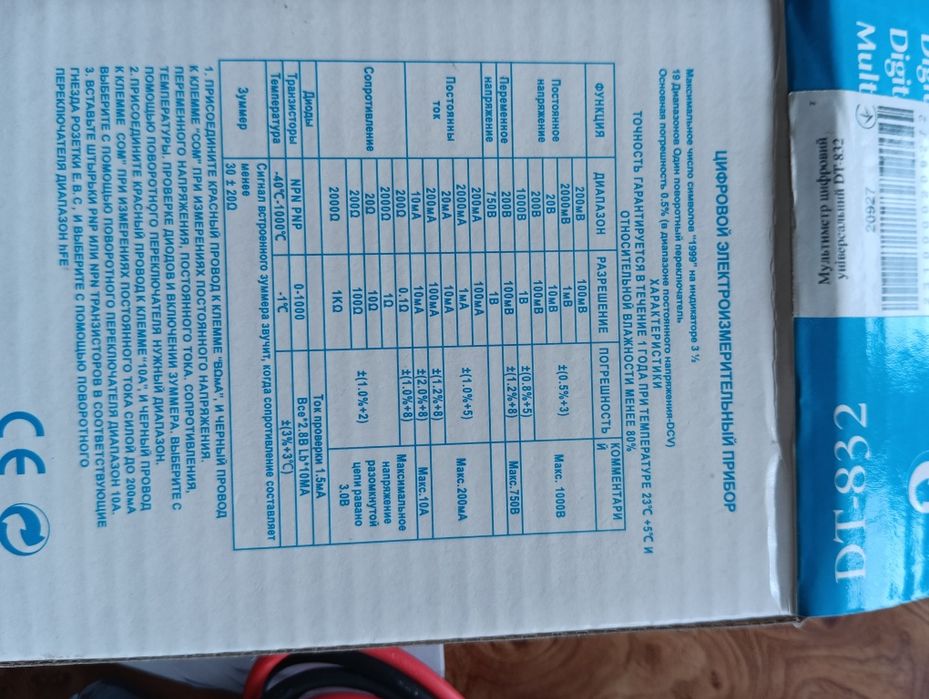 Digit
Multi
DT-832
20927
Мультиметр цифровой
универсальный DT-832
ЦИФРОВОЙ ЭЛЕКТРОИЗМЕРИТЕЛЬНЫЙ ПРИБОР
Максимальное число символов "1999" на индикаторе 3 ½
19 Диапазонов Один поворотный переключатель
Основная погрешность 0.5% (в диапазоне постоянного напряжения-DCV)
ХАРАКТЕРИСТИКИ
ТОЧНОСТЬ ГАРАНТИРУЕТСЯ В ТЕЧЕНИЕ 1 ГОДА ПРИ ТЕМПЕРАТУРЕ 23℃ +5℃ И
ОТНОСИТЕЛЬНОЙ ВЛАЖНОСТИ МЕНЕЕ 80%
ФУНКЦИЯ ДИАПАЗОН РАЗРЕШЕНИЕ ПОГРЕШНОСТЬ КОММЕНТАРИ
Й
Постоянное напряжение 200мВ 100мВ ±(0.5%+3) Макс. 1000В
2000мВ 1мВ
20В 10мВ
200В 100мВ
1000В 1В ±(0.8%+5)
Переменное напряжение 200В 100мВ ±(1.2%+8) Макс.750В
750В 1В
Постоянны ток 200мА 100мА ±(1.0%+5) Макс. 200мА
2000мА 1мА
20мА 10мА
200мА 100мА ±(1.2%+8)
10мА 10мА ±(2.0%+8) Макс.10А
Сопротивление 200Ω 0.1Ω ±(1.0%+8) Максимальное
напряжение
разомкнутой
цепи равано
3.0В
2000Ω 1Ω ±(1.0%+2)
20Ω 10Ω
200Ω 100Ω
2000Ω 1КΩ
Диоды Ток проверки 1.5мА
Транзисторы NPN PNP 0-1000 Все*2.8В Lb*10МА
Температура -40℃-1000℃ -1℃ ±(3%+3℃)
Зуммер Сигнал встроенного зуммера звучит, когда сопротивление составляет
менее
30 ± 20Ω
1. ПРИСОЕДИНИТЕ КРАСНЫЙ ПРОВОД К КЛЕММЕ "ВΩмА", И ЧЕРНЫЙ ПРОВОД
К КЛЕММЕ "СОМ" ПРИ ИЗМЕРЕНИЯХ ПОСТОЯННОГО НАПРЯЖЕНИЯ.
ПЕРЕМЕННОГО НАПРЯЖЕНИЯ, ПОСТОЯННОГО ТОКА, СОПРОТИВЛЕНИЯ,
ТЕМПЕРАТУРЫ. ПРОВЕРКЕ ДИОДОВ И ВКЛЮЧЕНИИ ЗУММЕРА. ВЫБЕРИТЕ С
ПОМОЩЬЮ ПОВОРОТНОГО ПЕРЕКЛЮЧАТЕЛЯ НУЖНЫЙ ДИАПАЗОН.
2. ПРИСОЕДИНИТЕ КРАСНЫЙ ПРОВОД К КЛЕММЕ "10А", И ЧЕРНЫЙ ПРОВОД
К КЛЕММЕ "СОМ" ПРИ ИЗМЕРЕНИЯХ ПОСТОЯННОГО ТОКА СИЛОЙ ДО 200мА
ВЫБЕРИТЕ С ПОМОЩЬЮ ПОВОРОТНОГО ПЕРЕКЛЮЧАТЕЛЯ ДИАПАЗОН 10А.
3. ВСТАВЬТЕ ШТЫРЬКИ PNP ИЛИ NPN ТРАНЗИСТОРОВ В СООТВЕТСТВУЮЩИЕ
ГНЕЗДА РОЗЕТКИ Е. В. С., И ВЫБЕРИТЕ С ПОМОЩЬЮ ПОВОРОТНОГО
ПЕРЕКЛЮЧАТЕЛЯ ДИАПАЗОН hFE
CE